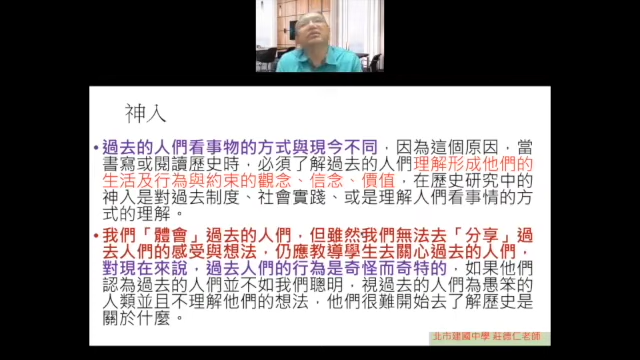 神入
•過去的人們看事物的方式與現今不同，因為這個原因，當
書寫或閱讀歷史時，必須了解過去的人們理解形成他們的
生活及行為與約束的觀念、信念、價值，在歷史研究中的
神入是對過去制度、社會實踐、或是理解人們看事情的方
式的理解。
•我們「體會」過去的人們，但雖然我們無法去「分享」過
去人們的感受與想法，仍應教導學生去關心過去的人們，
對現在來說，過去人們的行為是奇怪而奇特的，如果他們
認為過去的人們並不如我們聰明，視過去的人們為愚笨的
人類並且不理解他們的想法，他們很難開始去了解歷史是
關於什麼。
北市建國中學 莊德仁老師